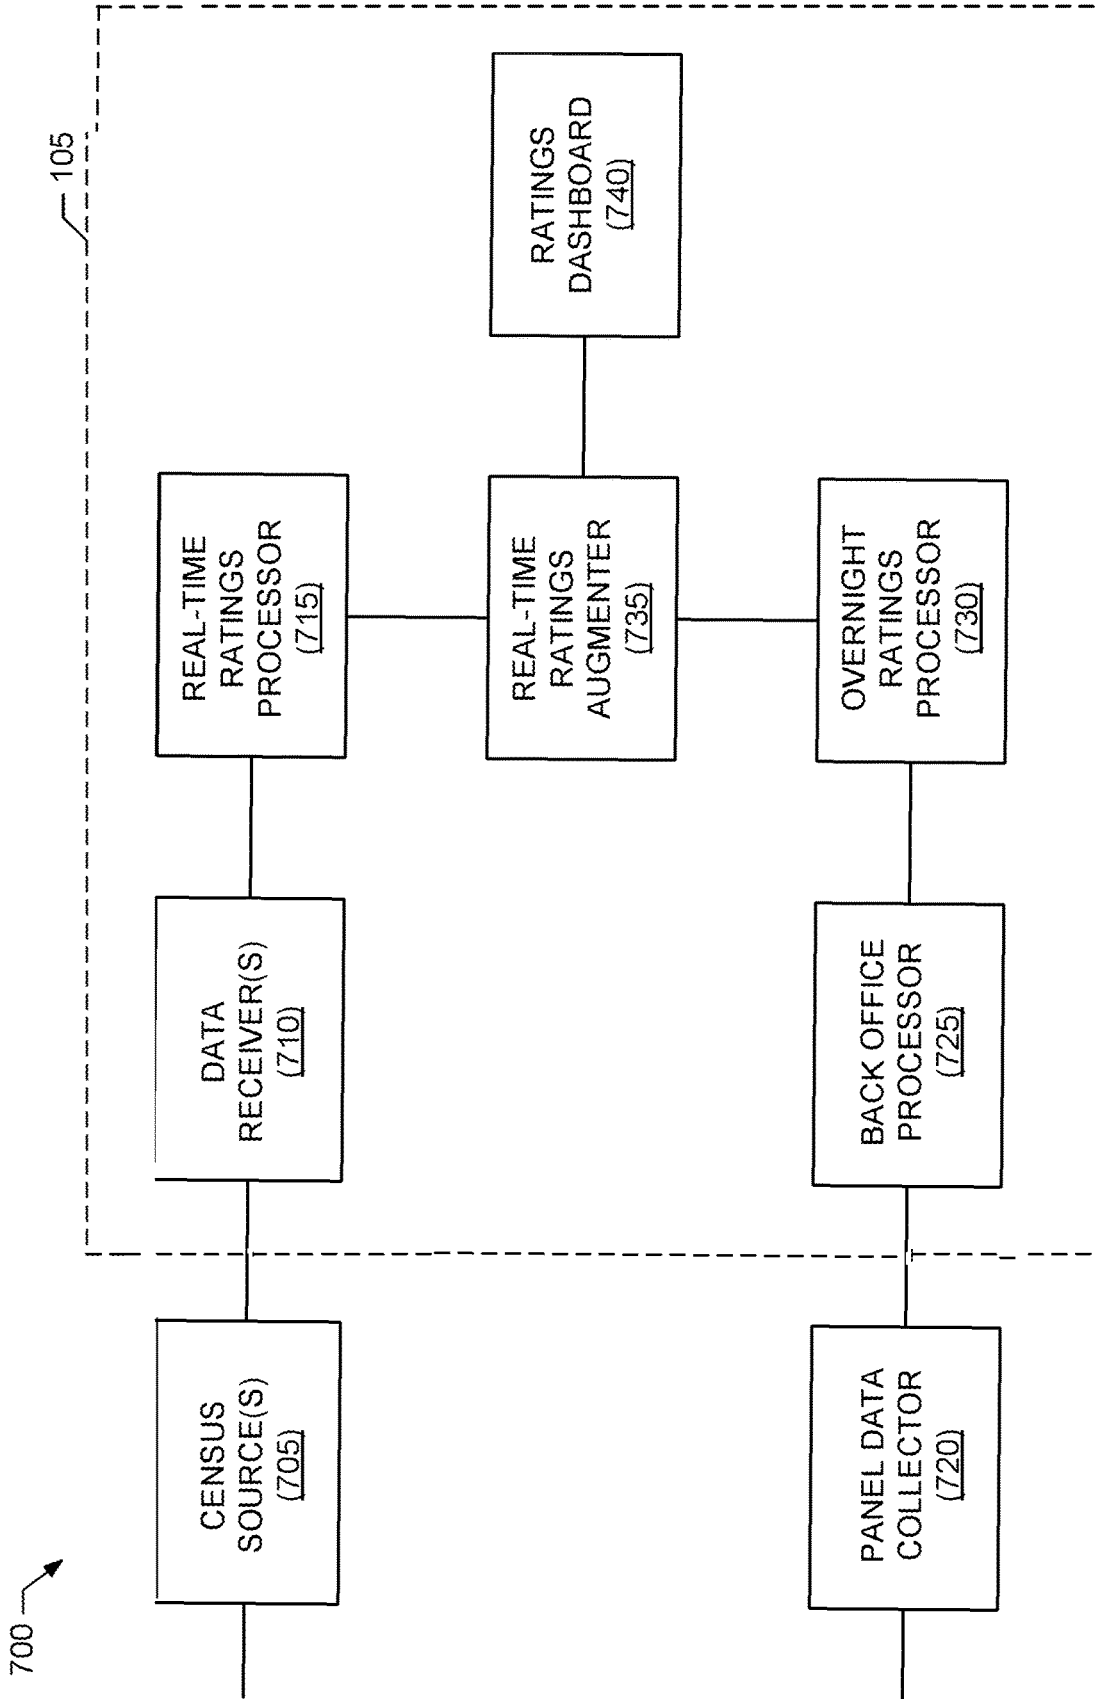 700
105
CENSUS
SOURCE(S)
(705)
DATA
RECEIVER(S)
(710)
REAL-TIME
RATINGS
PROCESSOR
(715)
REAL-TIME
RATINGS
AUGMENTER
(735)
RATINGS
DASHBOARD
(740)
PANEL DATA
COLLECTOR
(720)
BACK OFFICE
PROCESSOR
(725)
OVERNIGHT
RATINGS
PROCESSOR
(730)